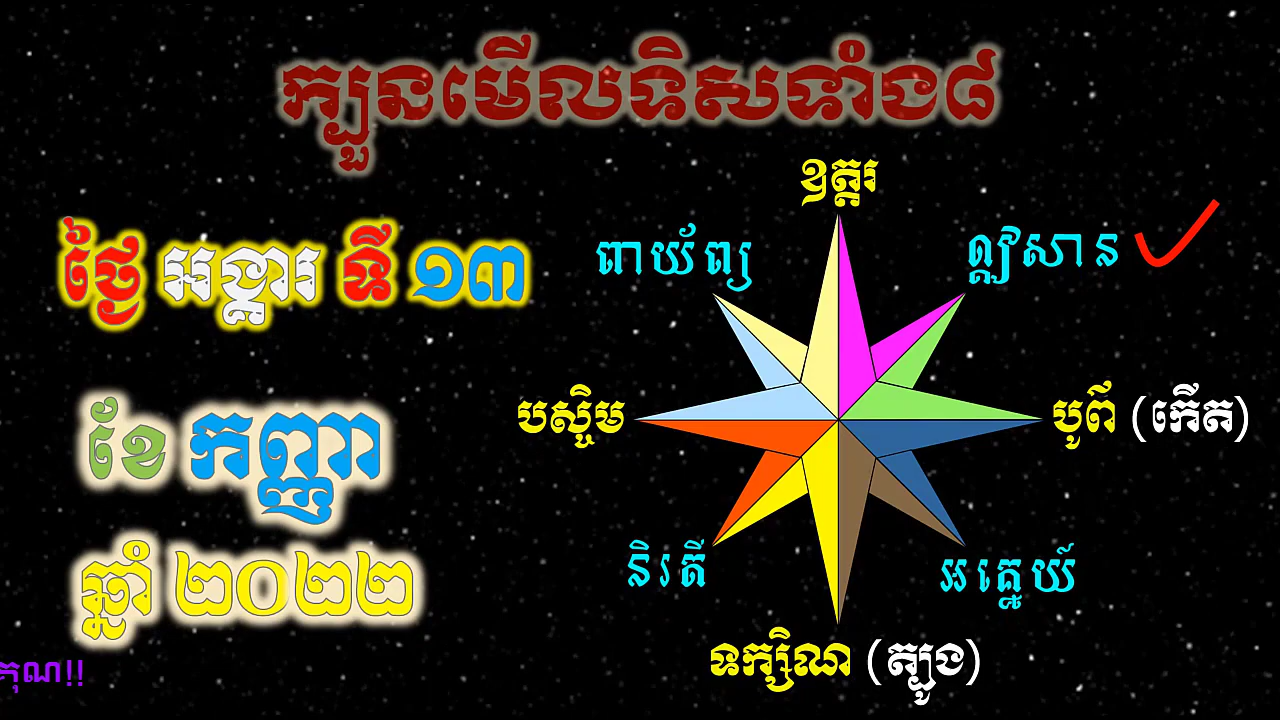 ក្បួនមើលទិសទាំង៨
ឧត្តរ
ពាយ័ព្យ
ឦសាន
ថ្ងៃ អង្គារ ទី ១៣
បស្ចិម
បូព៌ា (កើត)
ខែ កញ្ញា
និរតី
អគ្នេយ៍
ឆ្នាំ ២០២២
ទក្សិណ (ត្បូង)
គុណ!!